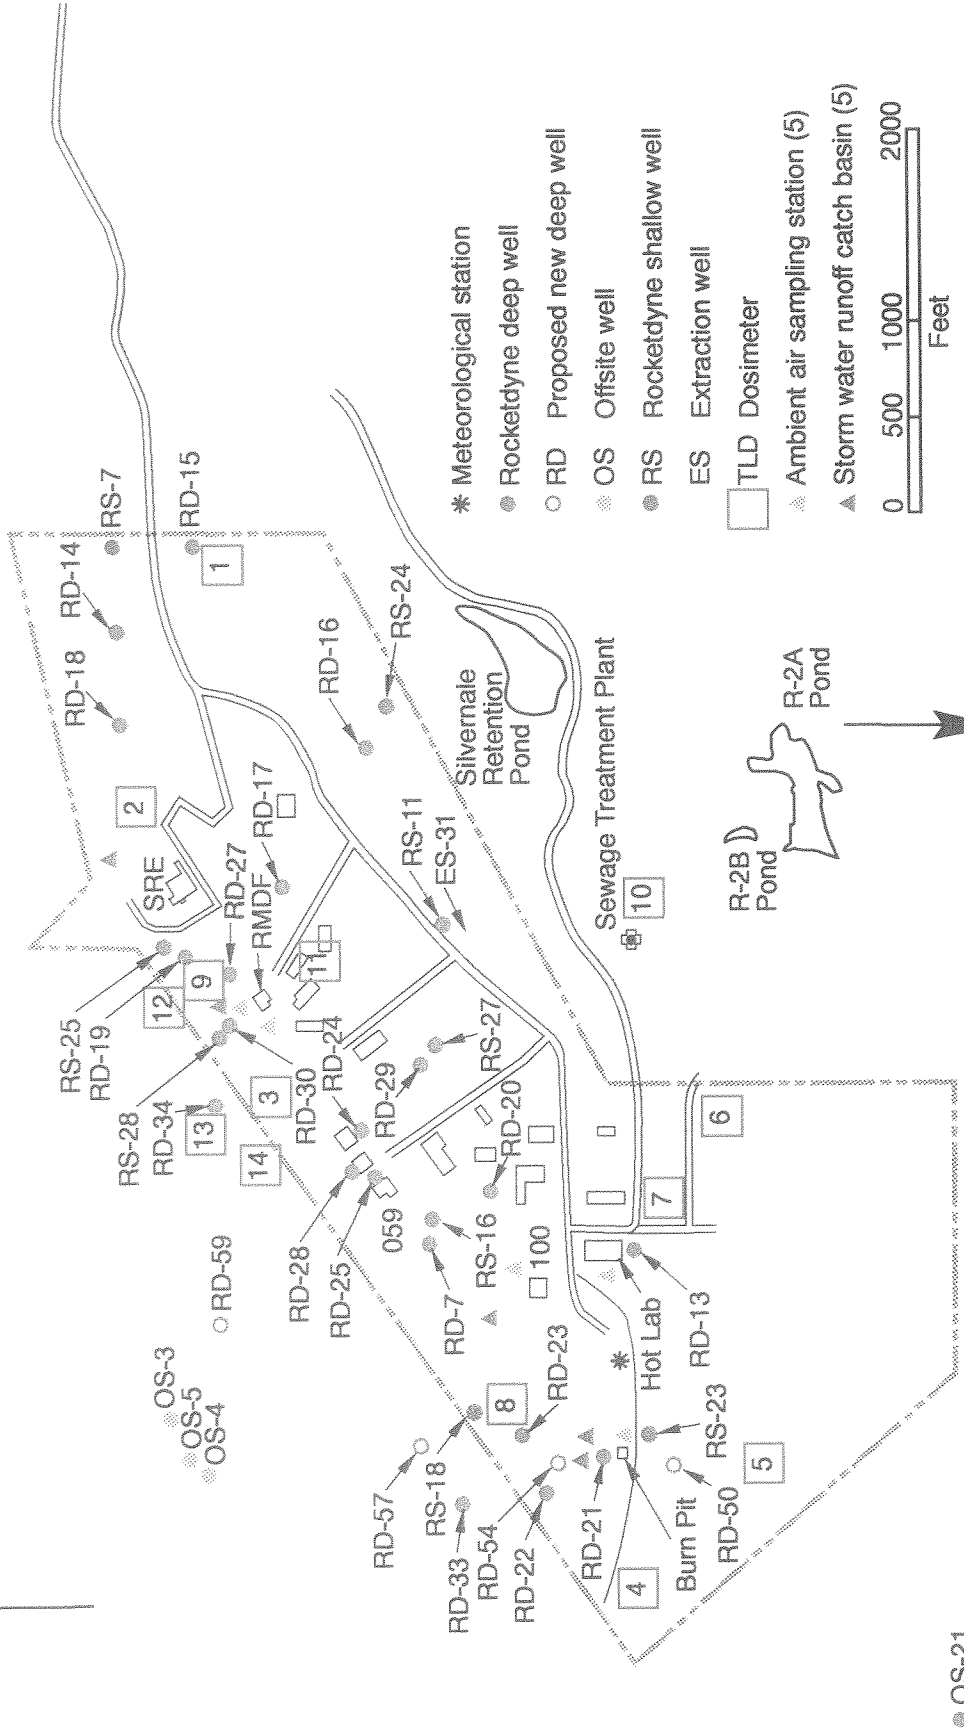 RD-14
RS-7
RD-18
RD-15
1
2
SRE
RD-17
RD-27
RMDF
RD-16
RS-24
RS-25
RD-19
12
9
11
RS-28
RD-34
13
3
14
RD-30
RD-24
RD-29
RS-27
RS-11
ES-31
Silvernale
Retention
Pond
Sewage Treatment Plant
10
R-2A
Pond
R-2B
Pond
OS-3
OS-5
OS-4
RD-59
RD-28
RD-25
059
RD-20
RS-16
RD-7
100
6
7
Hot Lab
RD-13
RD-57
RS-18
8
RD-23
RD-33
RD-54
RD-22
RD-21
4
Burn Pit
RD-50
5
RS-23
OS-21
Meteorological station
Rocketdyne deep well
RD Proposed new deep well
OS Offsite well
RS Rocketdyne shallow well
ES Extraction well
TLD Dosimeter
Ambient air sampling station (5)
Storm water runoff catch basin (5)
0 500 1000 2000
Feet